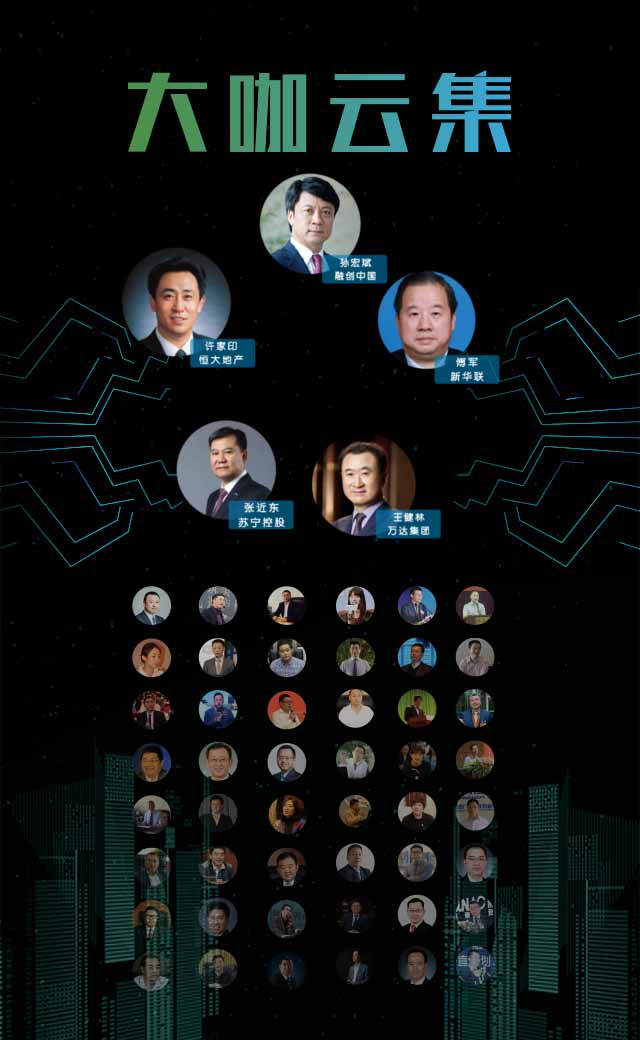 大咖云集
孙宏斌
融创中国
许家印
恒大地产
傅军
新华联
张近东
苏宁控股
王健林
万达集团